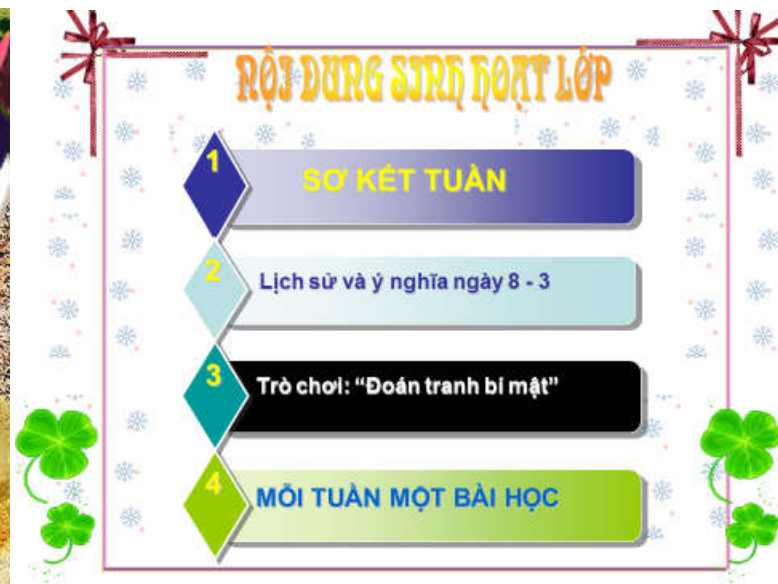 NỘI DUNG SINH HOẠT LỚP
1
SƠ KẾT TUẦN
2
Lịch sử và ý nghĩa ngày 8 - 3
3
Trò chơi: “Đoán tranh bí mật”
4
MỖI TUẦN MỘT BÀI HỌC